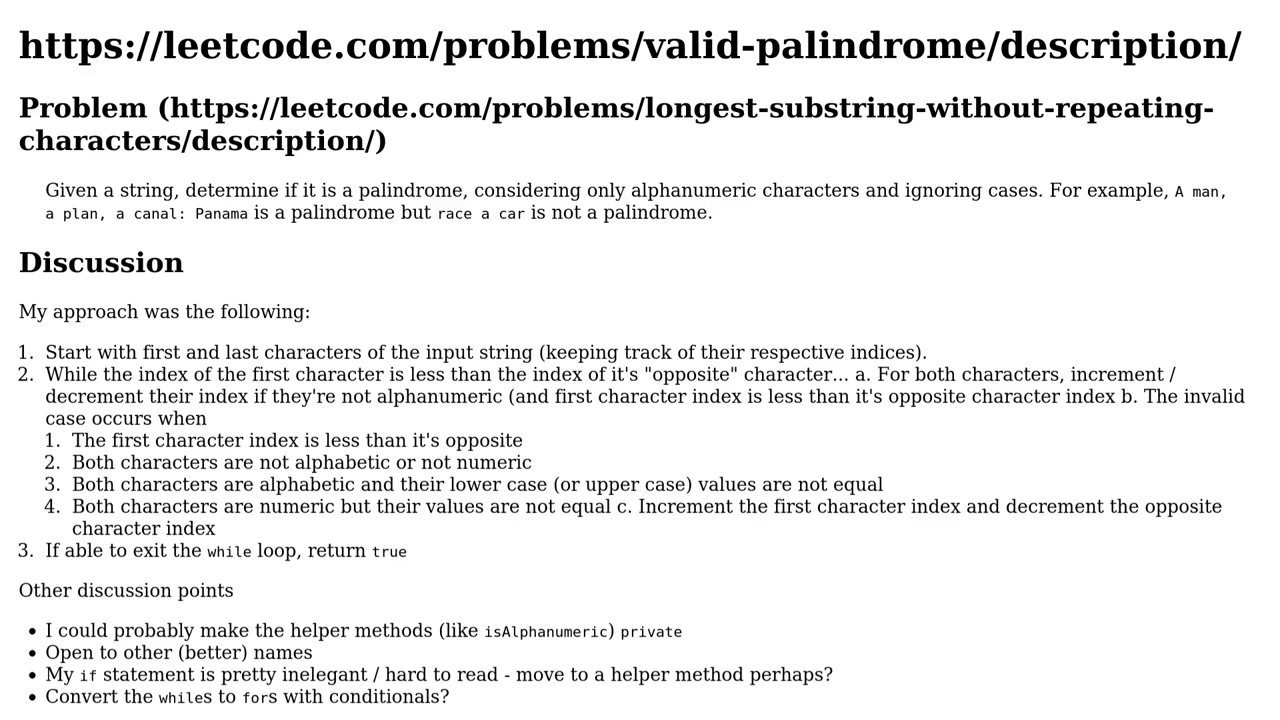 https://leetcode.com/problems/valid-palindrome/description/
Problem (https://leetcode.com/problems/longest-substring-without-repeating-
characters/description/)
Given a string, determine if it is a palindrome, considering only alphanumeric characters and ignoring cases. For example, A man,
a plan, a canal: Panama is a palindrome but race a car is not a palindrome.
Discussion
My approach was the following:
1. Start with first and last characters of the input string (keeping track of their respective indices).
2. While the index of the first character is less than the index of it's "opposite" character... a. For both characters, increment /
decrement their index if they're not alphanumeric (and first character index is less than it's opposite character index b. The invalid
case occurs when
1. The first character index is less than it's opposite
2. Both characters are not alphabetic or not numeric
3. Both characters are alphabetic and their lower case (or upper case) values are not equal
4. Both characters are numeric but their values are not equal c. Increment the first character index and decrement the opposite
character index
3. If able to exit the while loop, return true
Other discussion points
• I could probably make the helper methods (like isAlphanumeric) private
• Open to other (better) names
• My if statement is pretty inelegant / hard to read - move to a helper method perhaps?
• Convert the whiles to fors with conditionals?